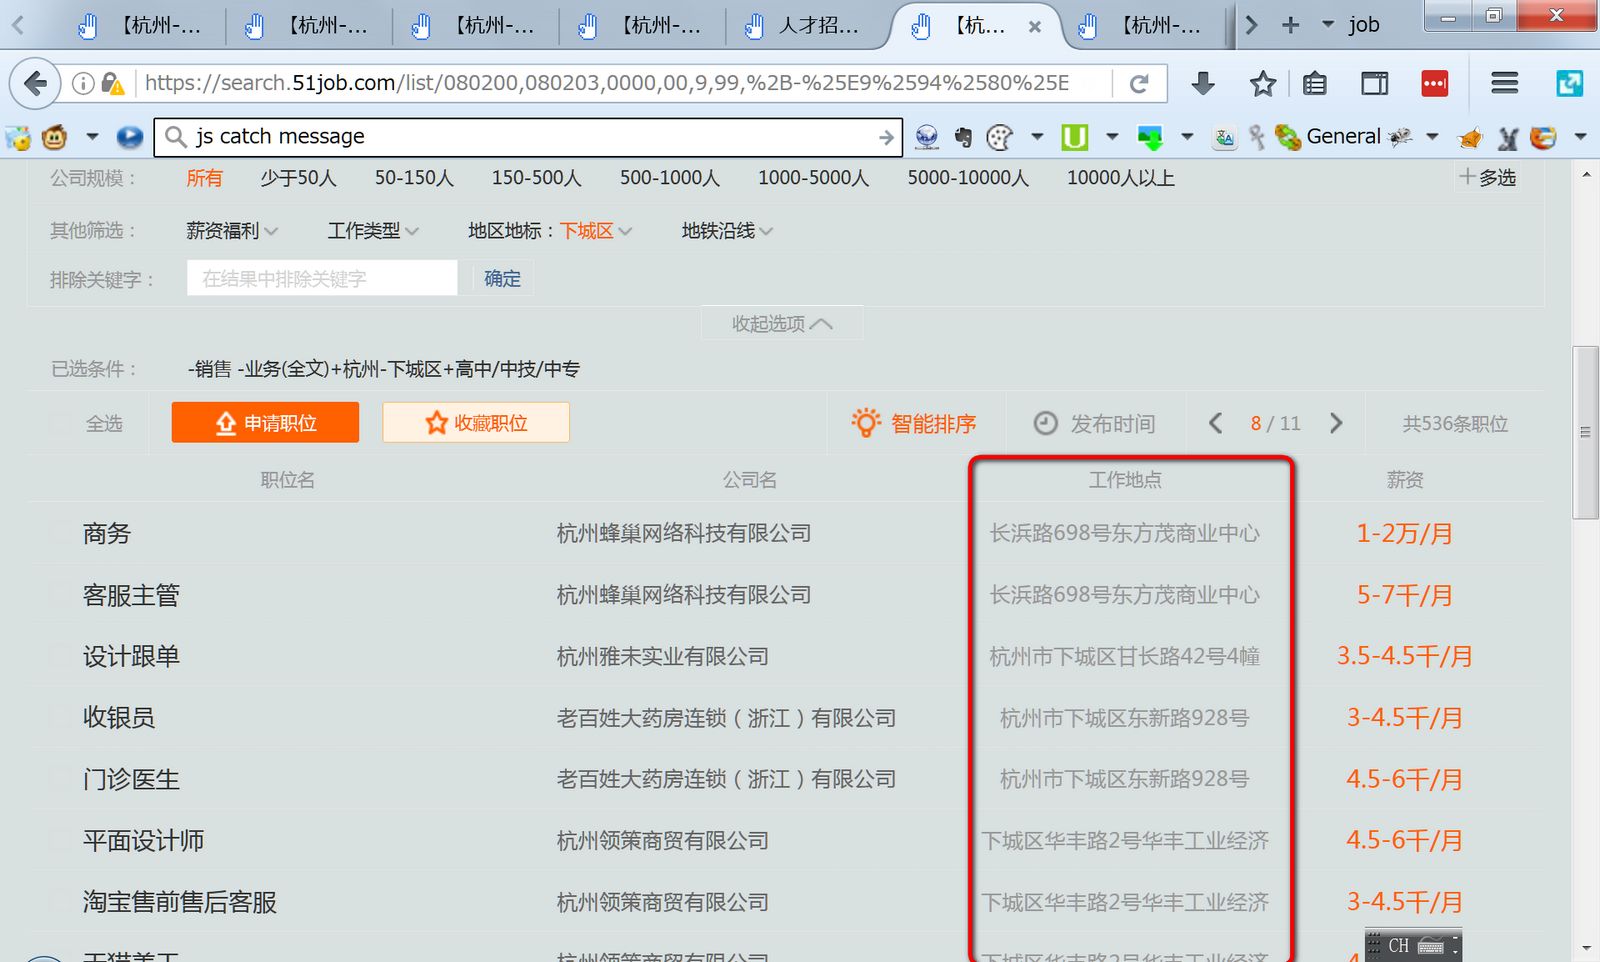 【杭州-... 【杭州-... 【杭州-... 【杭州-... 人才招... 【杭... 【杭州-... job
https://search.51job.com/list/080200,080203,0000,00,9,99,%2B-%25E9%2594%2580%25E
js catch message General
公司规模： 所有 少于50人 50-150人 150-500人 500-1000人 1000-5000人 5000-10000人 10000人以上 多选
其他筛选： 薪资福利 工作类型 地区地标：下城区 地铁沿线
排除关键字： 在结果中排除关键字 确定
收起选项
已选条件： -销售 -业务(全文)+杭州-下城区+高中/中技/中专
全选 申请职位 收藏职位 智能排序 发布时间 8 / 11 共536条职位
职位名 公司名 工作地点 薪资
商务 杭州蜂巢网络科技有限公司 长浜路698号东方茂商业中心 1-2万/月
客服主管 杭州蜂巢网络科技有限公司 长浜路698号东方茂商业中心 5-7千/月
设计跟单 杭州雅未实业有限公司 杭州市下城区甘长路42号4幢 3.5-4.5千/月
收银员 老百姓大药房连锁（浙江）有限公司 杭州市下城区东新路928号 3-4.5千/月
门诊医生 老百姓大药房连锁（浙江）有限公司 杭州市下城区东新路928号 4.5-6千/月
平面设计师 杭州领策商贸有限公司 下城区华丰路2号华丰工业经济 4.5-6千/月
淘宝售前售后客服 杭州领策商贸有限公司 下城区华丰路2号华丰工业经济 3-4.5千/月
杭州领策商贸有限公司 下城区华丰路2号华丰工业经济
CH